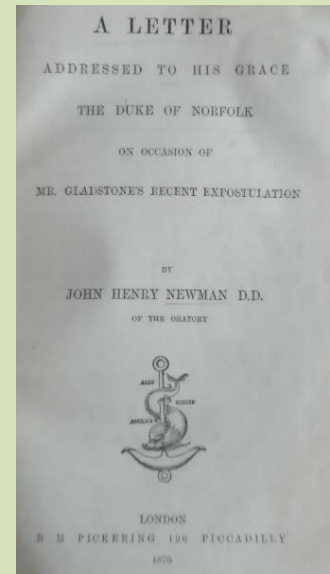 A LETTER
ADDRESSED TO HIS GRACE
THE DUKE OF NORFOLK
ON OCCASION OF
MR. GLADSTONE'S RECENT EXPOSTULATION
BY
JOHN HENRY NEWMAN D.D.
OF THE ORATORY
LONDON
B M PICKERING 196 PICCADILLY
1875